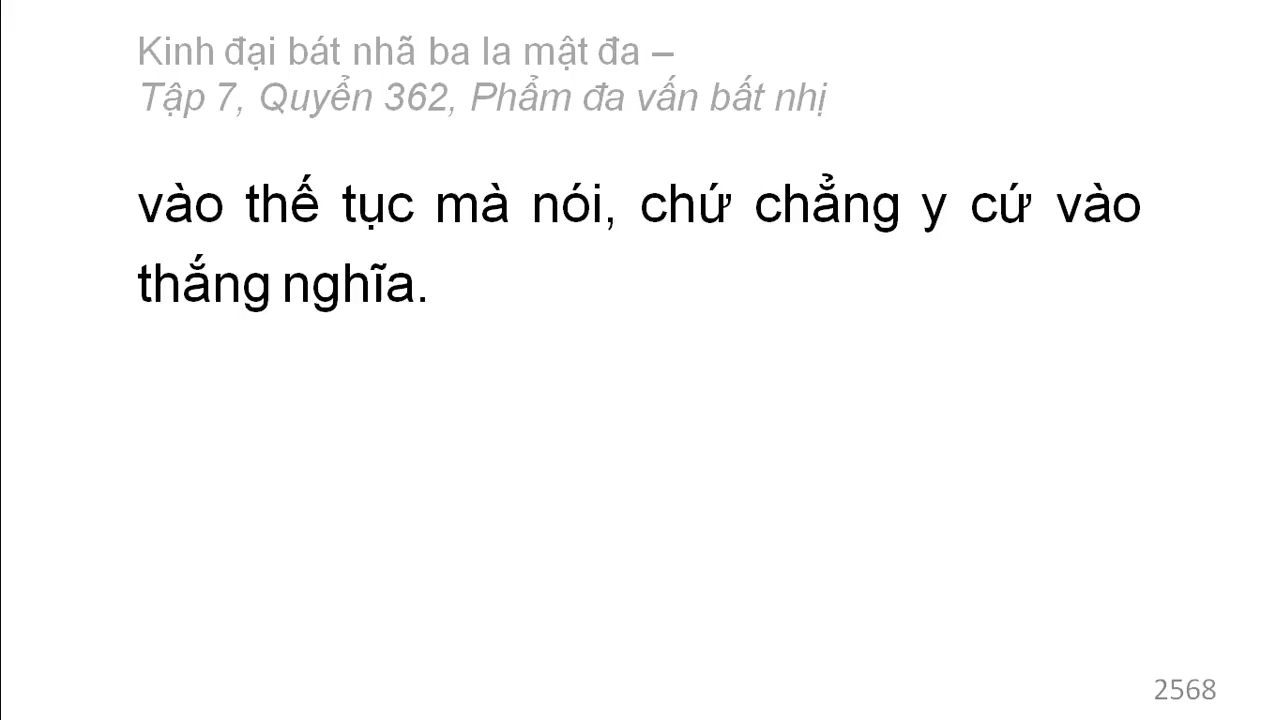 Kinh đại bát nhã ba la mật đa –
Tập 7, Quyển 362, Phẩm đa vấn bất nhị
vào thế tục mà nói, chứ chẳng y cứ vào
thắng nghĩa.
2568